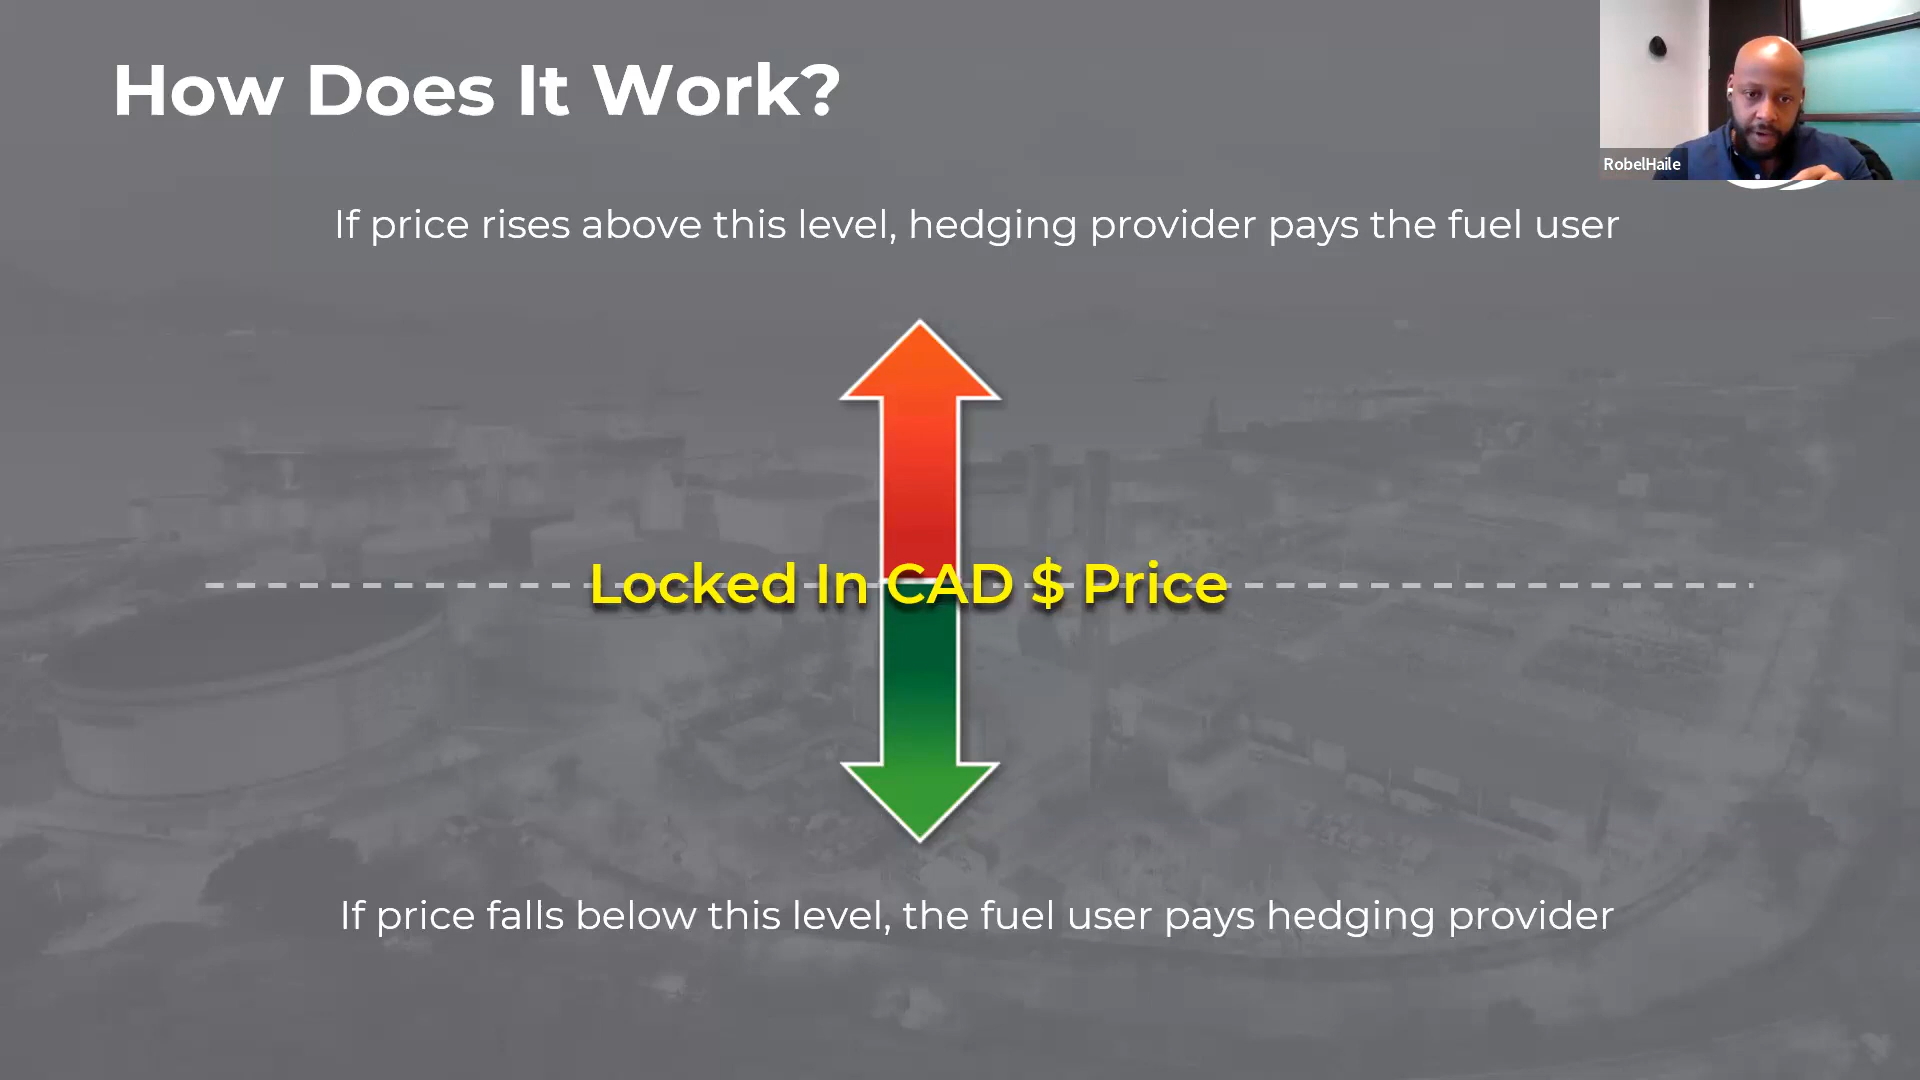 How Does It Work?
RobelHaile
If price rises above this level, hedging provider pays the fuel user
Locked In CAD $ Price
If price falls below this level, the fuel user pays hedging provider